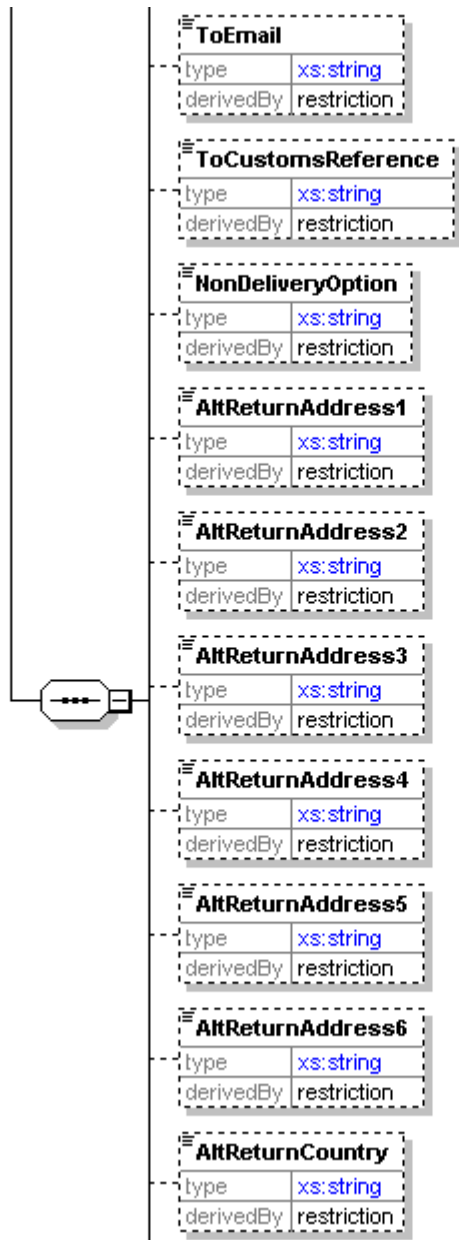 ToEmail
type xs:string
derivedBy restriction
ToCustomsReference
type xs:string
derivedBy restriction
NonDeliveryOption
type xs:string
derivedBy restriction
AltReturnAddress1
type xs:string
derivedBy restriction
AltReturnAddress2
type xs:string
derivedBy restriction
AltReturnAddress3
type xs:string
derivedBy restriction
AltReturnAddress4
type xs:string
derivedBy restriction
AltReturnAddress5
type xs:string
derivedBy restriction
AltReturnAddress6
type xs:string
derivedBy restriction
AltReturnCountry
type xs:string
derivedBy restriction